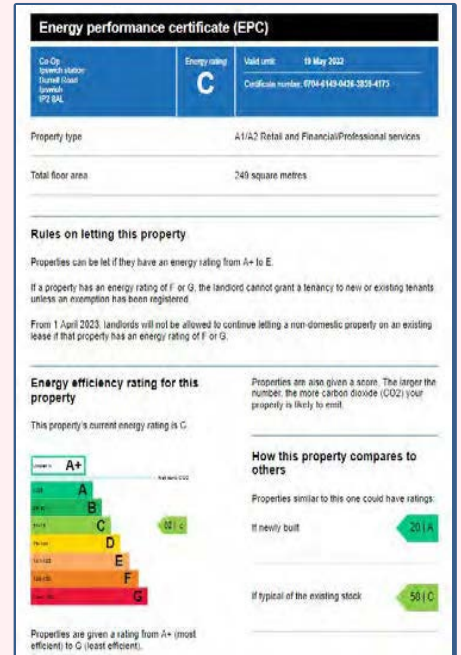 Energy performance certificate (EPC)
Co-Op
Ipswich station
Road
Ipswich
IP2 8AL
Energy rating
C
Valid until 19 May 2032
Certificate number:
Property type
A1/A2 Retail and Financial/Professional services
Total floor area
249 square metres
Rules on letting this property
Properties can be let if they have an energy rating from A+ to E.
If a property has an energy rating of F or G, the landlord cannot grant a tenancy to new or existing tenants
unless an exemption has been registered.
From 1 April 2023, landlords will not be allowed to continue letting a non-domestic property on an existing
lease if that property has an energy rating of F or G.
Energy efficiency rating for this
property
This property's current energy rating is C.
A+
Net zero CO2
A
B
C
D
E
F
G
Properties are given a rating from A+ (most
efficient) to G (least efficient).
Properties are also given a score. The larger the
number, the more carbon dioxide (CO2) your
property is likely to emit.
How this property compares to
others
Properties similar to this one could have ratings:
If newly built
20 | A
If typical of the existing stock
58 | C